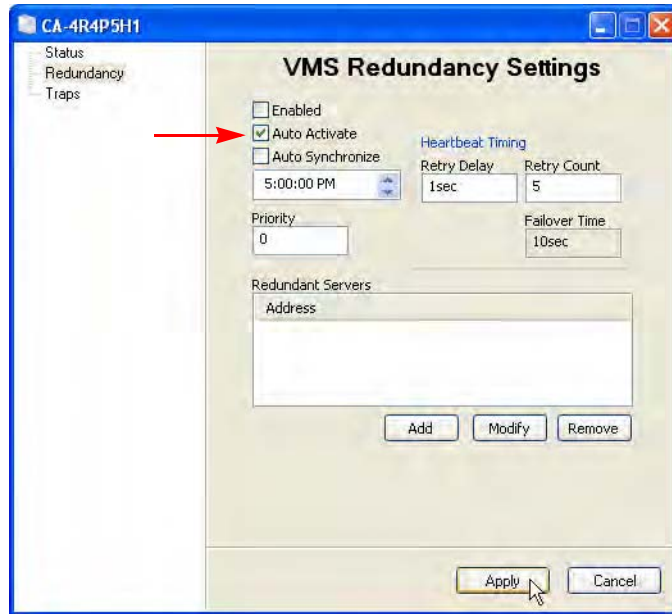 CA-4R4P5H1
Status
Redundancy
Traps
VMS Redundancy Settings
Enabled
Auto Activate
Auto Synchronize
5:00:00 PM
Heartbeat Timing
Retry Delay Retry Count
1sec 5
Priority
0
Failover Time
10sec
Redundant Servers
Address
Add Modify Remove
Apply Cancel